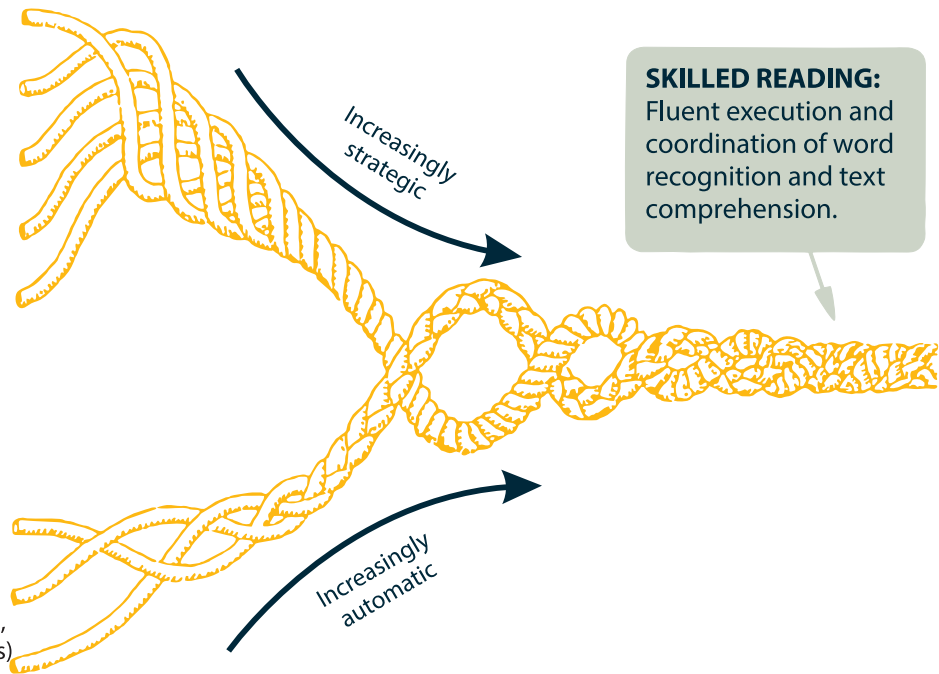 Increasingly
strategic
SKILLED READING:
Fluent execution and
coordination of word
recognition and text
comprehension.
Increasingly
automatic
,
s)